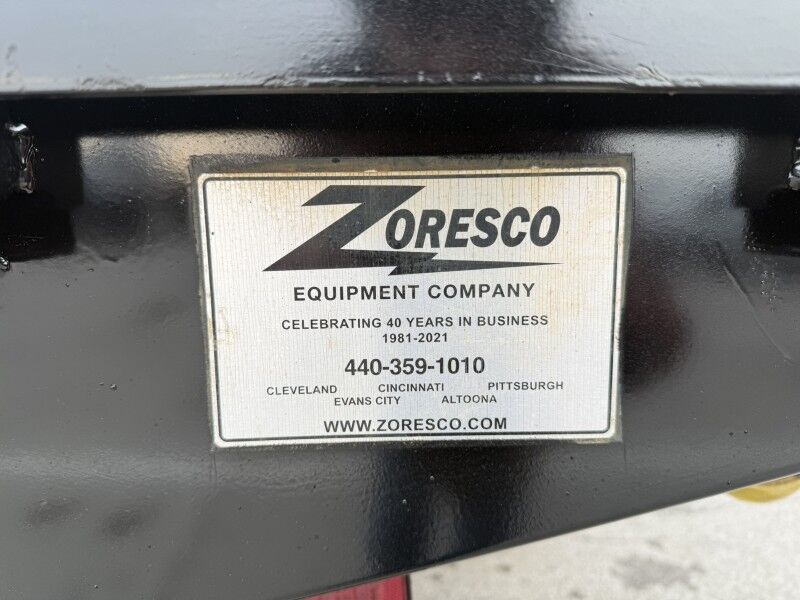 ZORESCO
EQUIPMENT COMPANY
CELEBRATING 40 YEARS IN BUSINESS
1981-2021
440-359-1010
CLEVELAND CINCINNATI PITTSBURGH
EVANS CITY ALTOONA
WWW.ZORESCO.COM